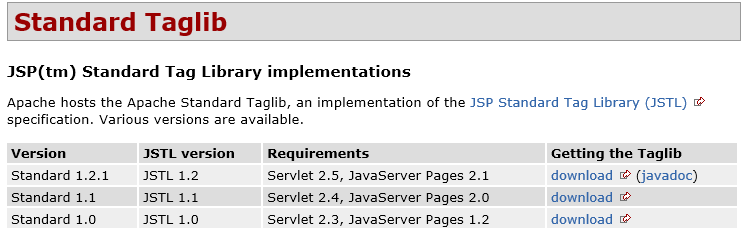 Standard Taglib
JSP(tm) Standard Tag Library implementations
Apache hosts the Apache Standard Taglib, an implementation of the JSP Standard Tag Library (JSTL)
specification. Various versions are available.
Version JSTL version Requirements Getting the Taglib
Standard 1.2.1 JSTL 1.2 Servlet 2.5, JavaServer Pages 2.1 download (javadoc)
Standard 1.1 JSTL 1.1 Servlet 2.4, JavaServer Pages 2.0 download
Standard 1.0 JSTL 1.0 Servlet 2.3, JavaServer Pages 1.2 download